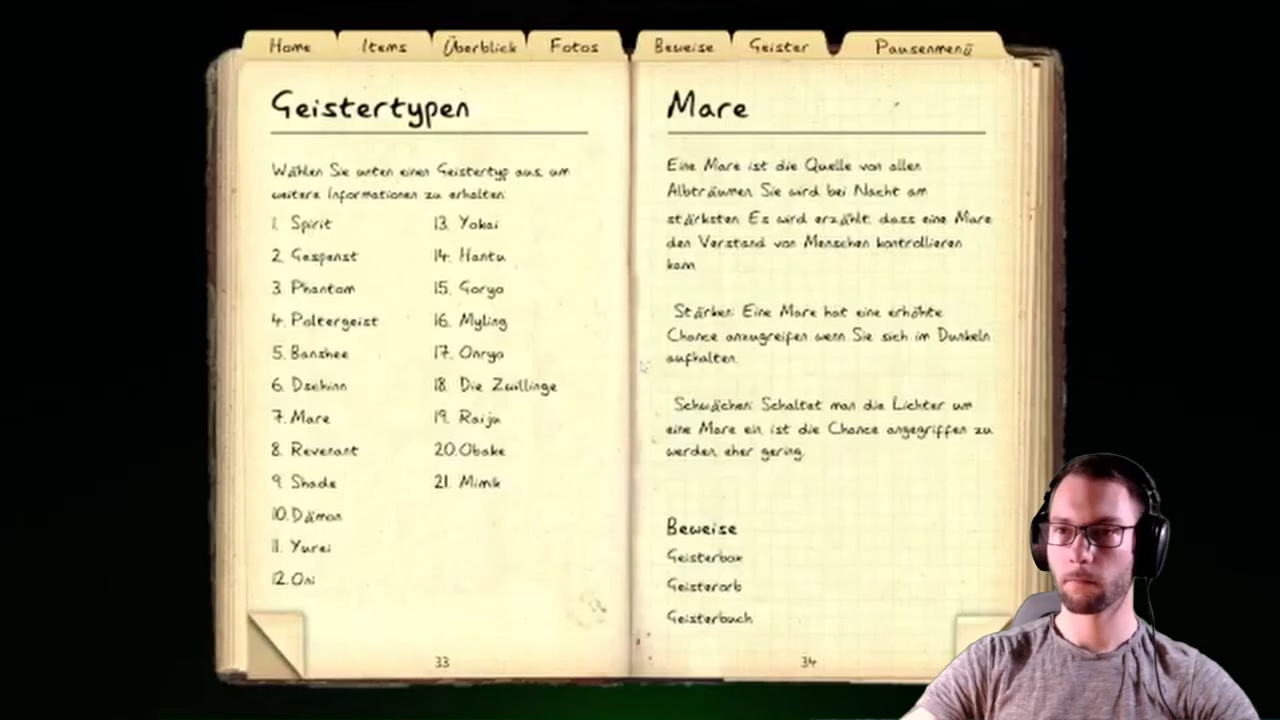 Home Items Überblick Fotos Beweise Geister Pausenmenü
Geistertypen
Wählen Sie unten einen Geistertyp aus, um
weitere Informationen zu erhalten:
1. Spirit
2. Gespenst
3. Phantom
4. Poltergeist
5. Banshee
6. Dschinn
7. Mare
8. Revenant
9. Shade
10. Dämon
11. Yurei
12. Oni
13. Yokai
14. Hantu
15. Goryo
16. Myling
17. Onryo
18. Die Zwillinge
19. Raiju
20. Obake
21. Mimik
33
Mare
Eine Mare ist die Quelle von allen
Albträumen. Sie wird bei Nacht am
stärksten. Es wird erzählt, dass eine Mare
den Verstand von Menschen kontrollieren
kann.
Stärken: Eine Mare hat eine erhöhte
Chance anzugreifen wenn Sie sich im Dunkeln
aufhalten.
Schwächen: Schaltet man die Lichter um
eine Mare ein, ist die Chance angegriffen zu
werden, eher gering.
Beweise
Geisterbox
Geisterorb
Geisterbuch
34